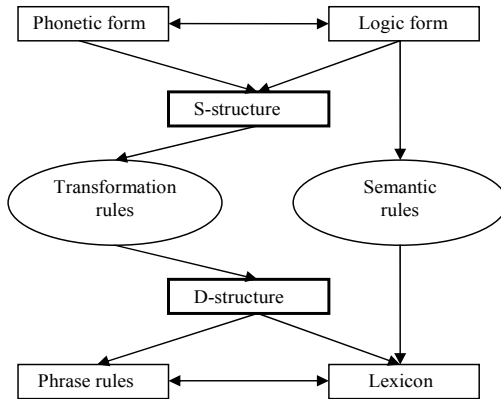 Phonetic form
Logic form
S-structure
Transformation
rules
Semantic
rules
D-structure
Phrase rules
Lexicon